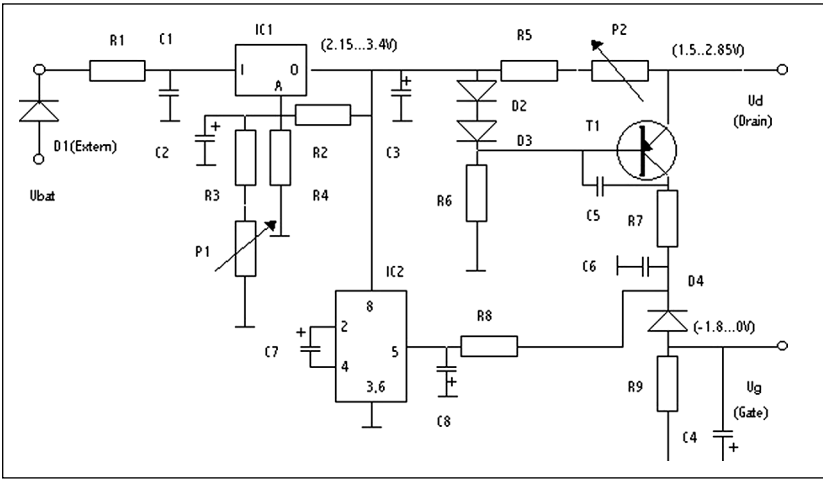 R1
C1
IC1
(2.15...3.4V)
R5
P2
(1.5..2.85V)
I
O
A
D1(Extern)
Ubat
C2
R2
R3
R4
C3
D2
D3
T1
Ud
(Drain)
P1
R6
C5
R7
C6
D4
IC2
8
2
4
5
3,6
C7
R8
C8
(-1.8...0V)
R9
Ug
(Gate)
C4
+
+
+
+
+